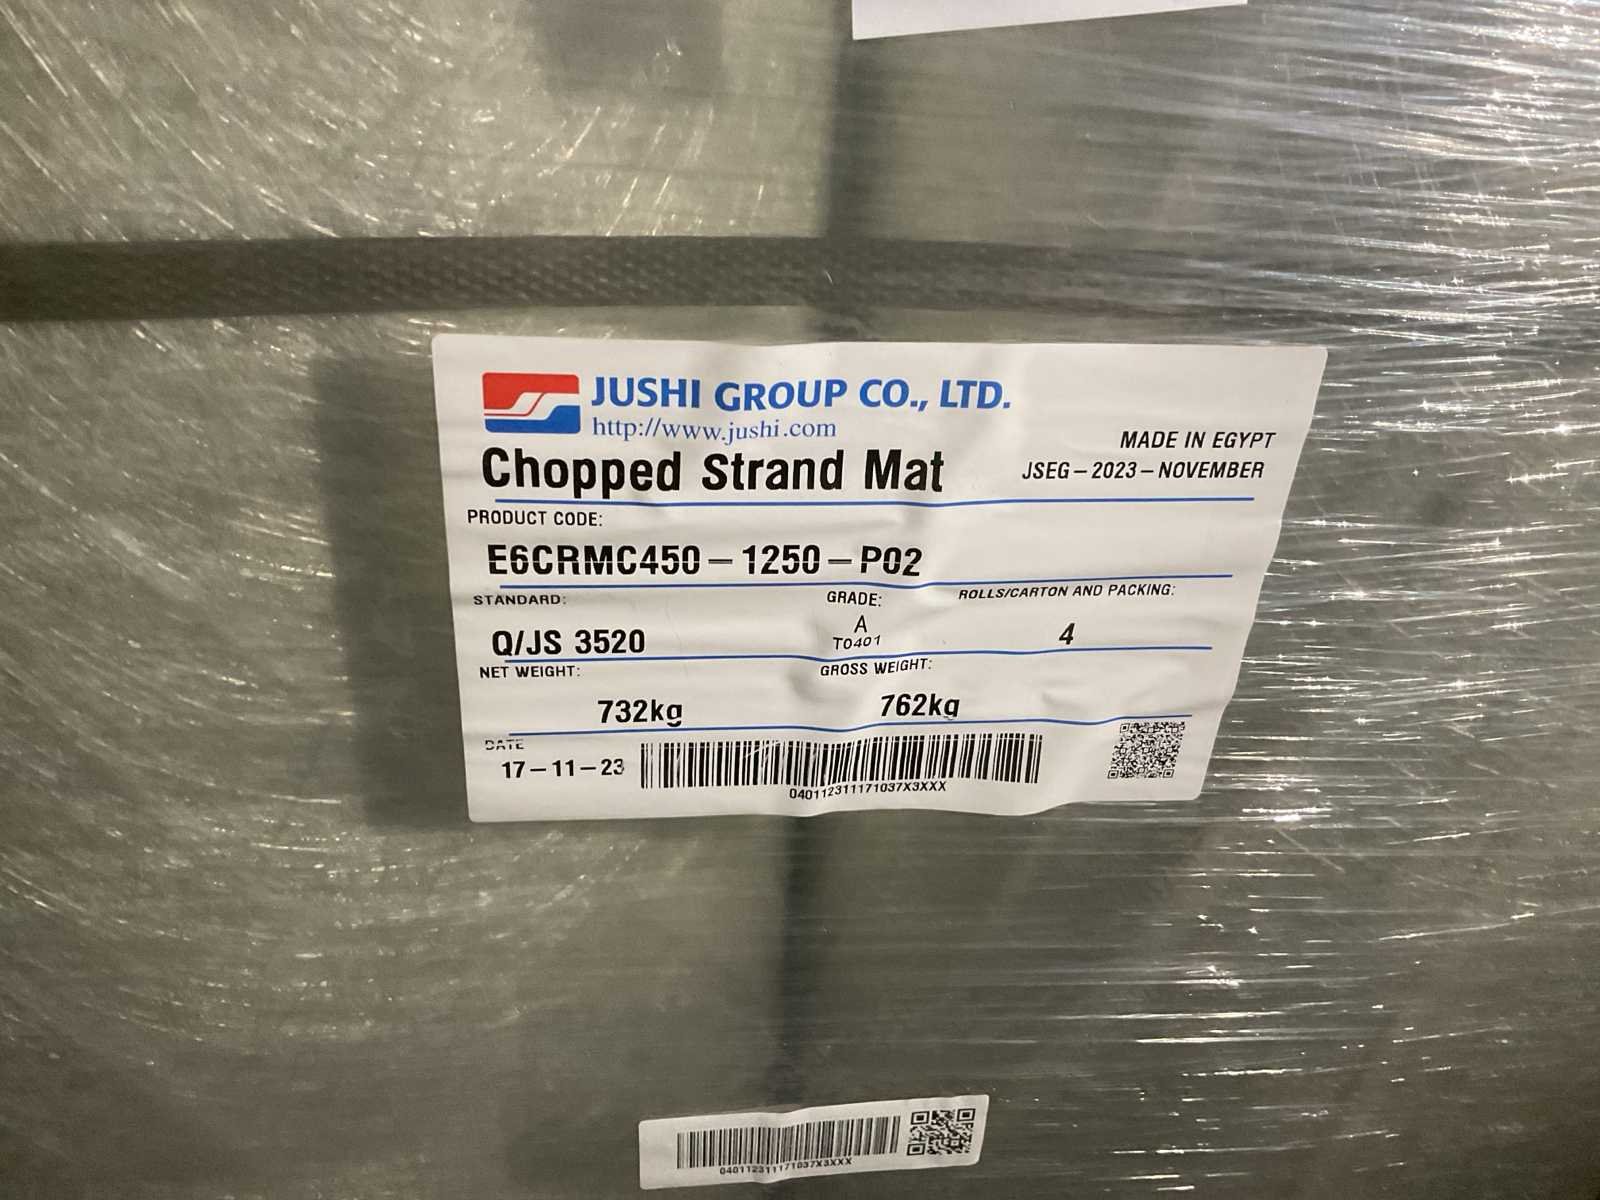 JUSHI GROUP CO., LTD.
http://www.jushi.com
MADE IN EGYPT
Chopped Strand Mat
JSEG-2023-NOVEMBER
PRODUCT CODE:
E6CRMC450-1250-P02
STANDARD:
GRADE:
ROLLS/CARTON AND PACKING:
Q/JS 3520
A
T0401
4
NET WEIGHT:
GROSS WEIGHT:
732kg
762kg
DATE
17-11-23
040112311171037X3XXX
040112311171037X3XXX